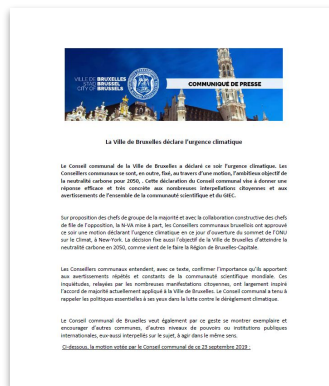 VILLE DE BRUXELLES
STAD BRUSSEL
CITY OF BRUSSELS
COMMUNIQUÉ DE PRESSE
La Ville de Bruxelles déclare l'urgence climatique
Le Conseil communal de la Ville de Bruxelles a déclaré ce soir l'urgence climatique. Les
Conseillers communaux se sont, en outre, fixé, au travers d'une motion, l'ambitieux objectif de
la neutralité carbone pour 2050, . Cette déclaration du Conseil communal vise à donner une
réponse efficace et très concrète aux nombreuses interpellations citoyennes et aux
avertissements de l'ensemble de la communauté scientifique et du GIEC.
Sur proposition des chefs de groupe de la majorité et avec la collaboration constructive des chefs
de file de l'opposition, la N-VA mise à part, les Conseillers communaux bruxellois ont approuvé
ce soir une motion déclarant l'urgence climatique en ce jour d'ouverture du sommet de l'ONU
sur le Climat, à New-York. La décision fixe aussi l'objectif de la Ville de Bruxelles d'atteindre la
neutralité carbone en 2050, comme vient de le faire la Région de Bruxelles-Capitale.
Les Conseillers communaux entendent, avec ce texte, confirmer l'importance qu'ils apportent
aux avertissements répétés et constants de la communauté scientifique mondiale. Ces
inquiétudes, relayées par les nombreuses manifestations citoyennes, ont largement inspiré
l'accord de majorité actuellement appliqué à la Ville de Bruxelles. Le Conseil communal a tenu à
rappeler les politiques essentielles à ses yeux dans la lutte contre le dérèglement climatique.
Le Conseil communal de Bruxelles veut également par ce geste se montrer exemplaire et
encourager d'autres communes, d'autres niveaux de pouvoirs ou institutions publiques
internationales, eux-aussi interpellés sur le sujet, à agir dans le même sens.
Ci-dessous, la motion votée par le Conseil communal de ce 23 septembre 2019 :